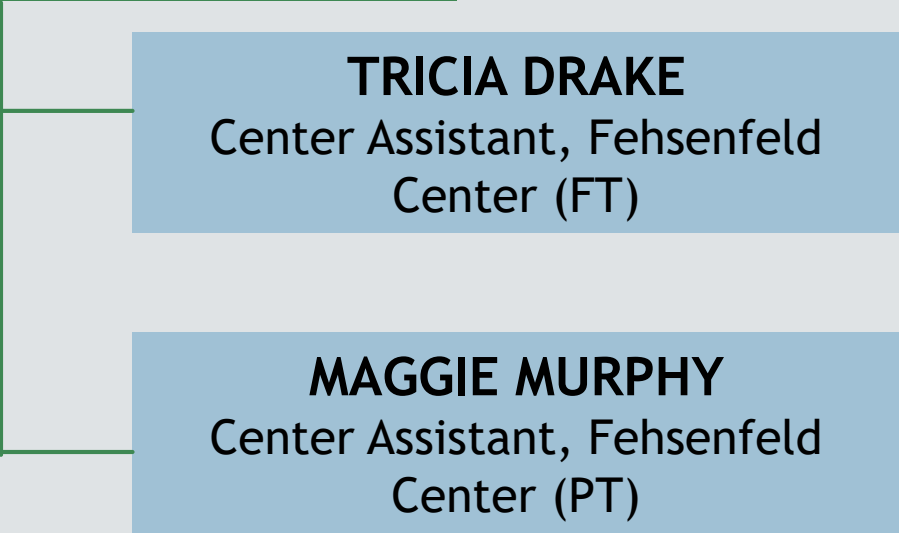 TRICIA DRAKE
Center Assistant, Fehsenfeld
Center (FT)
MAGGIE MURPHY
Center Assistant, Fehsenfeld
Center (PT)